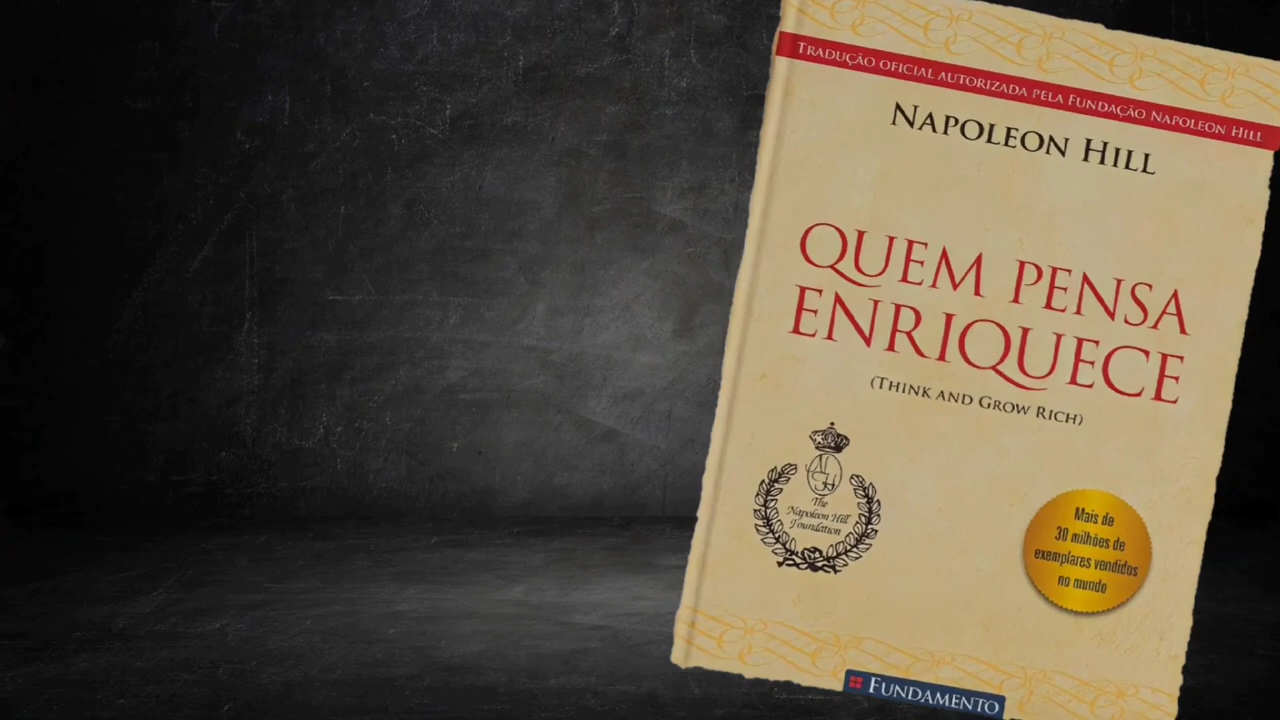 TRADUÇÃO OFICIAL AUTORIZADA PELA FUNDAÇÃO NAPOLEON HILL
NAPOLEON HILL
QUEM PENSA
ENRIQUECE
(THINK AND GROW RICH)
The
Napoleon Hill
Foundation
Mais de
30 milhões de
exemplares vendidos
no mundo
FUNDAMENTO